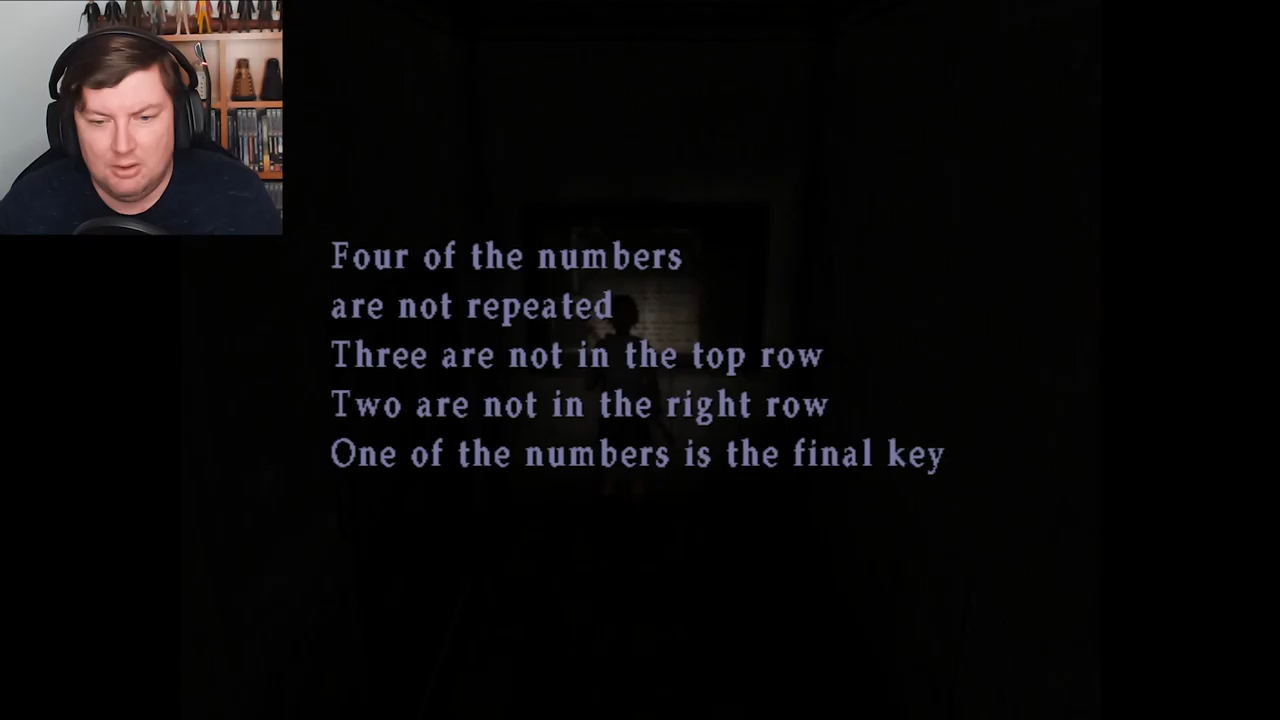 Four of the numbers
are not repeated
Three are not in the top row
Two are not in the right row
One of the numbers is the final key